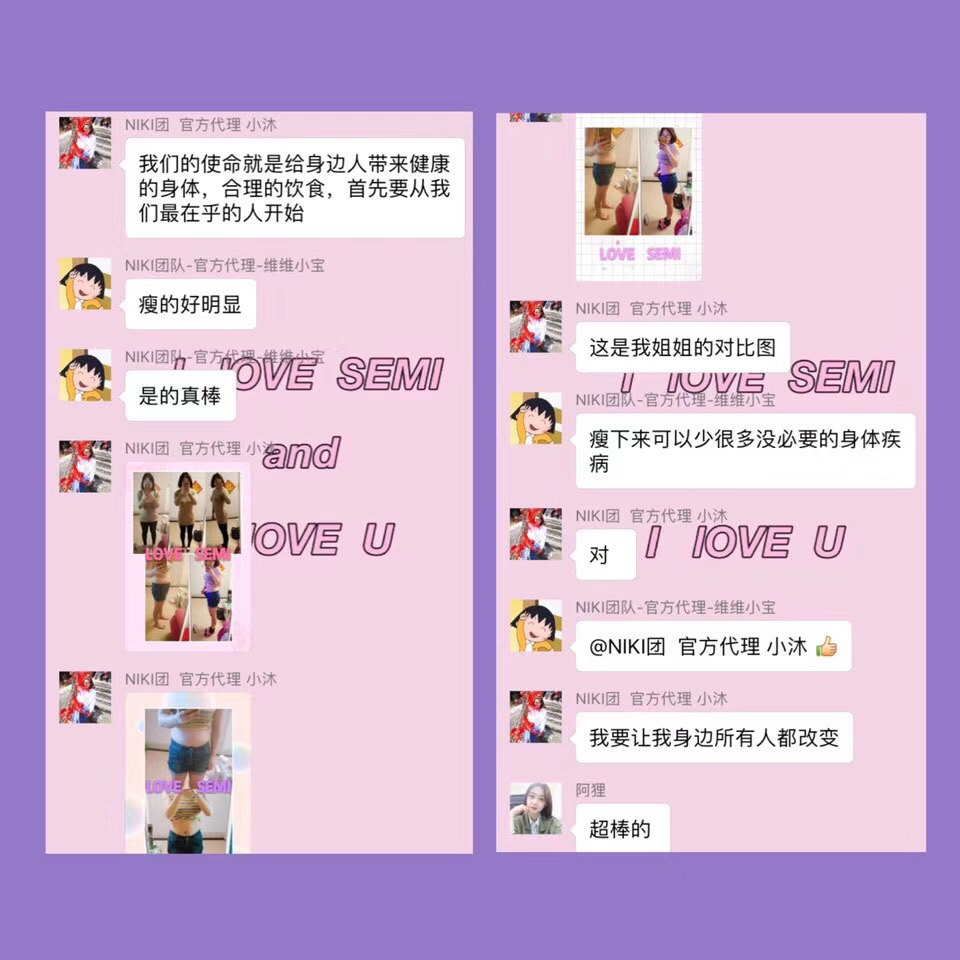 NIKI团 官方代理 小沐
我们的使命就是给身边人带来健康
的身体，合理的饮食，首先要从我
们最在乎的人开始
NIKI团队-官方代理-维维小宝
瘦的好明显
NIKI团队-官方代理-维维小宝
I lOVE SEMI
是的真棒
NIKI团 官方代理 小沐
and
lOVE U
LOVE SEMI
NIKI团 官方代理 小沐
LOVE SEMI
LOVE SEMI
NIKI团 官方代理 小沐
这是我姐姐的对比图
I lOVE SEMI
NIKI团队-官方代理-维维小宝
瘦下来可以少很多没必要的身体疾
病
NIKI团 官方代理 小沐
对
I lOVE U
NIKI团队-官方代理-维维小宝
@NIKI团 官方代理 小沐 👍
NIKI团 官方代理 小沐
我要让我身边所有人都改变
阿狸
超棒的